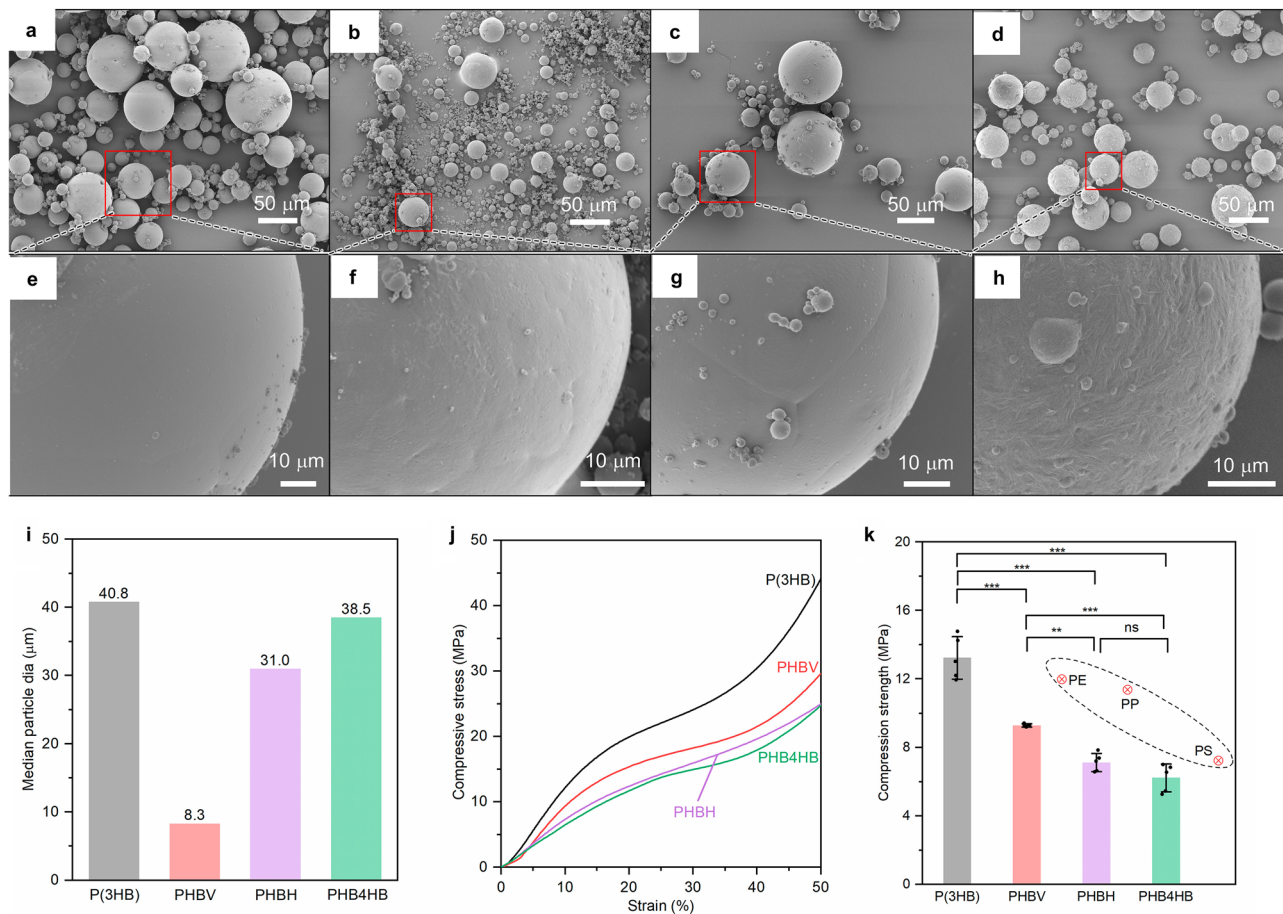 a
b
c
d
50 μm
50 μm
50 μm
50 μm
e
f
g
h
10 μm
10 μm
10 μm
10 μm
i
Median particle dia (μm)
50
40
30
20
10
0
40.8
8.3
31.0
38.5
P(3HB)
PHBV
PHBH
PHB4HB
j
Compressive stress (MPa)
50
40
30
20
10
0
P(3HB)
PHBV
PHB4HB
PHBH
0
10
20
30
40
50
Strain (%)
k
Compression strength (MPa)
20
16
12
8
4
0
***
***
***
***
**
ns
PE
PP
PS
P(3HB)
PHBV
PHBH
PHB4HB